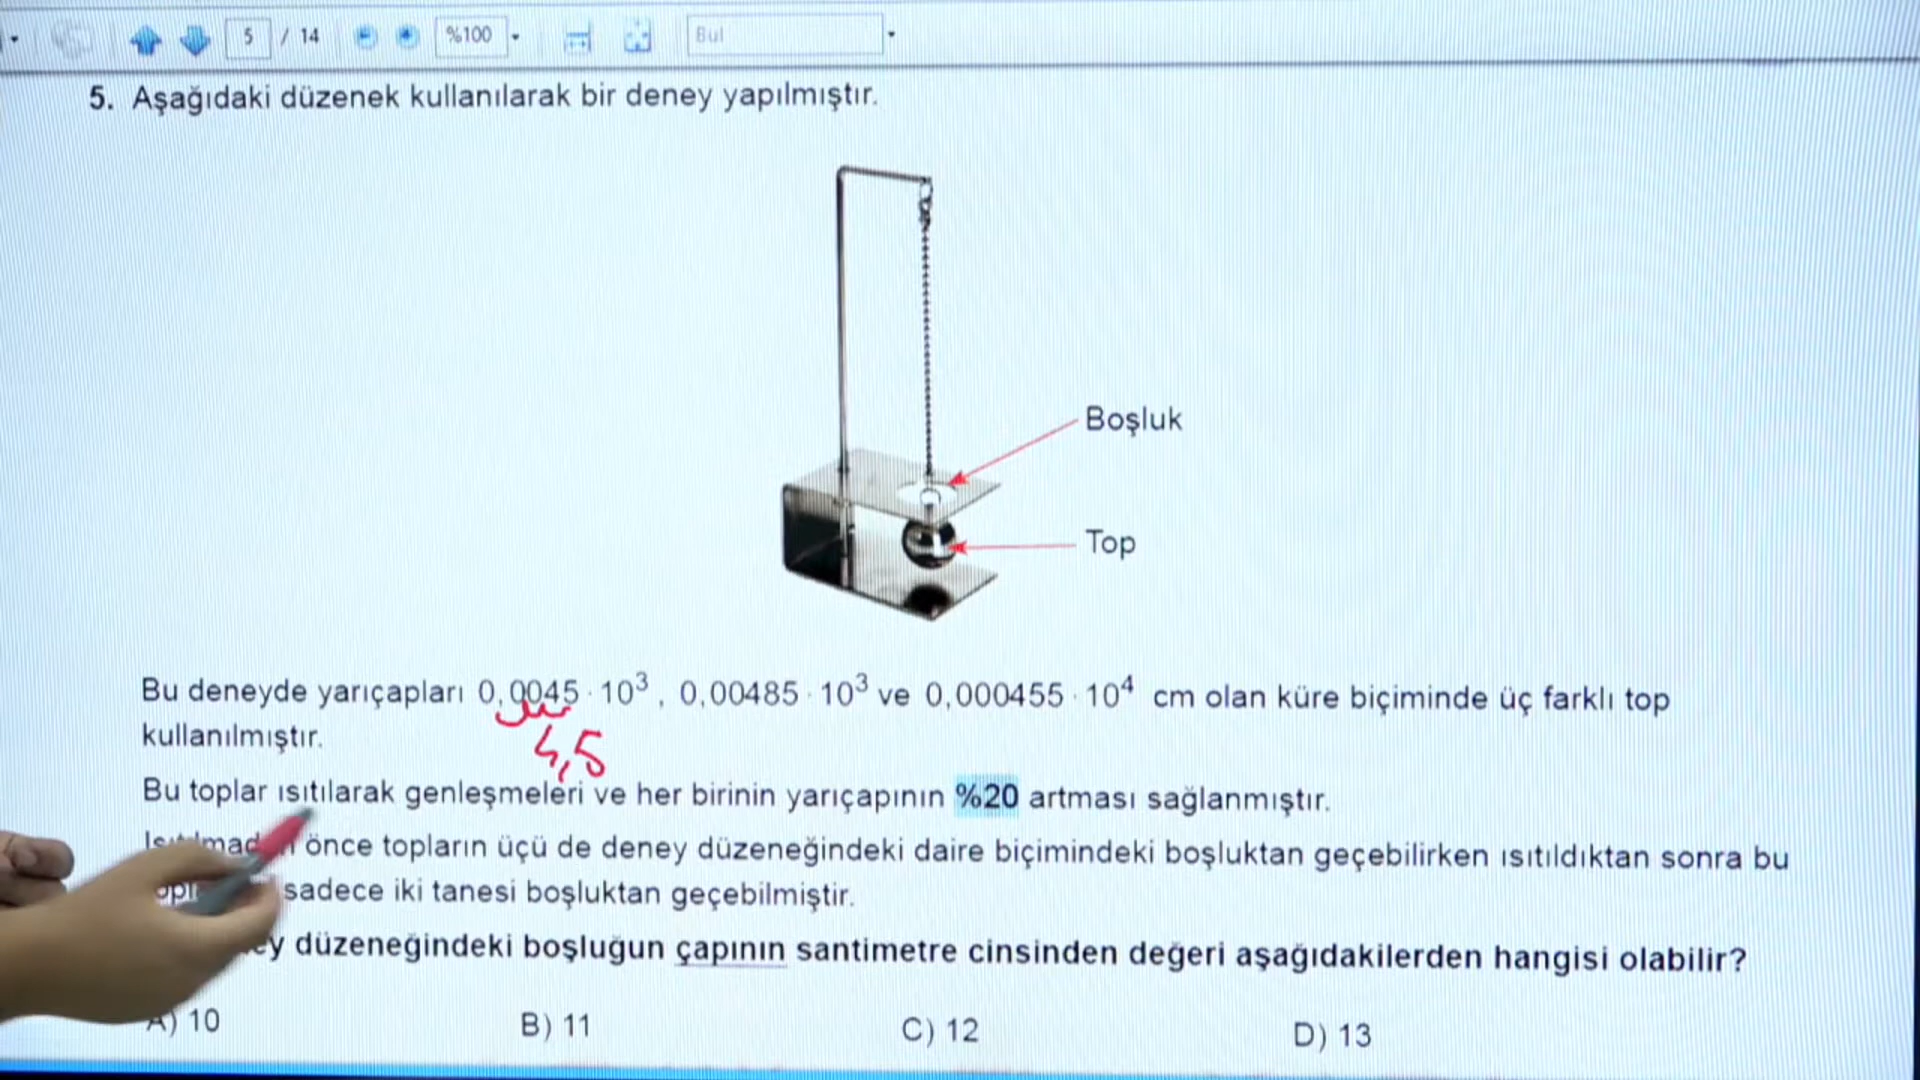 5 / 14 %100 Bul
5. Aşağıdaki düzenek kullanılarak bir deney yapılmıştır.
Boşluk
Top
Bu deneyde yarıçapları 0,0045 · 10³ , 0,00485 · 10³ ve 0,000455 · 10⁴ cm olan küre biçiminde üç farklı top
kullanılmıştır.
4,5
Bu toplar ısıtılarak genleşmeleri ve her birinin yarıçapının %20 artması sağlanmıştır.
önce topların üçü de deney düzeneğindeki daire biçimindeki boşluktan geçebilirken ısıtıldıktan sonra bu
sadece iki tanesi boşluktan geçebilmiştir.
düzeneğindeki boşluğun çapının santimetre cinsinden değeri aşağıdakilerden hangisi olabilir?
A) 10 B) 11 C) 12 D) 13